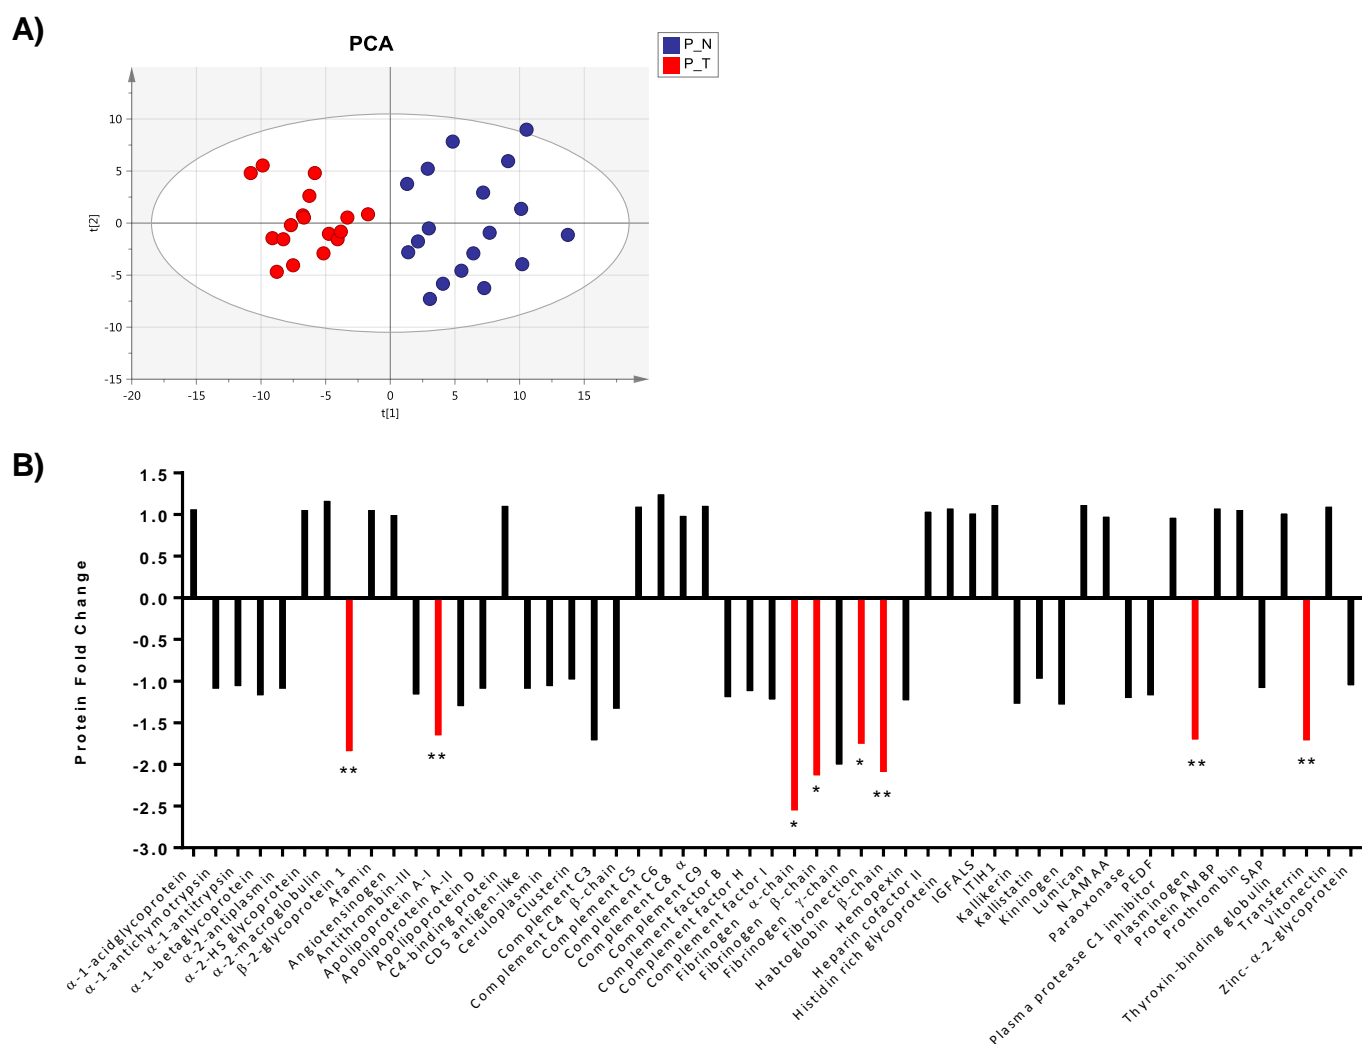 A)
PCA
P_N
P_T
10
5
0
-5
-10
-15
t[2]
-20
-15
-10
-5
0
5
10
15
t[1]
B)
1.5
1.0
0.5
0.0
-0.5
-1.0
-1.5
-2.0
-2.5
-3.0
Protein Fold Change
**
**
*
*
*
**
**
**
α-1-acidglycoprotein
α-1-antichymotrypsin
α-1-antitrypsin
α-1-betaglycoprotein
α-2-antiplasmin
α-2-HS glycoprotein
α-2-macroglobulin
β-2-glycoprotein 1
Afamin
Angiotensinogen
Antithrombin-III
Apolipoprotein A-I
Apolipoprotein A-II
Apolipoprotein D
C4-binding protein
CD5 antigen-like
Ceruloplasmin
Clusterin
Complement C3
Complement C4 β-chain
Complement C5
Complement C6
Complement C8 α
Complement C9
Complement factor B
Complement factor H
Complement factor I
Fibrinogen α-chain
Fibrinogen β-chain
Fibrinogen γ-chain
Fibronection
Habtoglobin β-chain
Hemopexin
Heparin cofactor II
Histidin rich glycoprotein
IGFALS
ITIH1
Kallikerin
Kallistatin
Kininogen
Lumican
N-AMAA
Paraoxonase
PEDF
Plasma protease C1 inhibitor
Plasminogen
Protein AMBP
Prothrombin
SAP
Thyroxin-binding globulin
Transferrin
Vitronectin
Zinc- α-2-glycoprotein